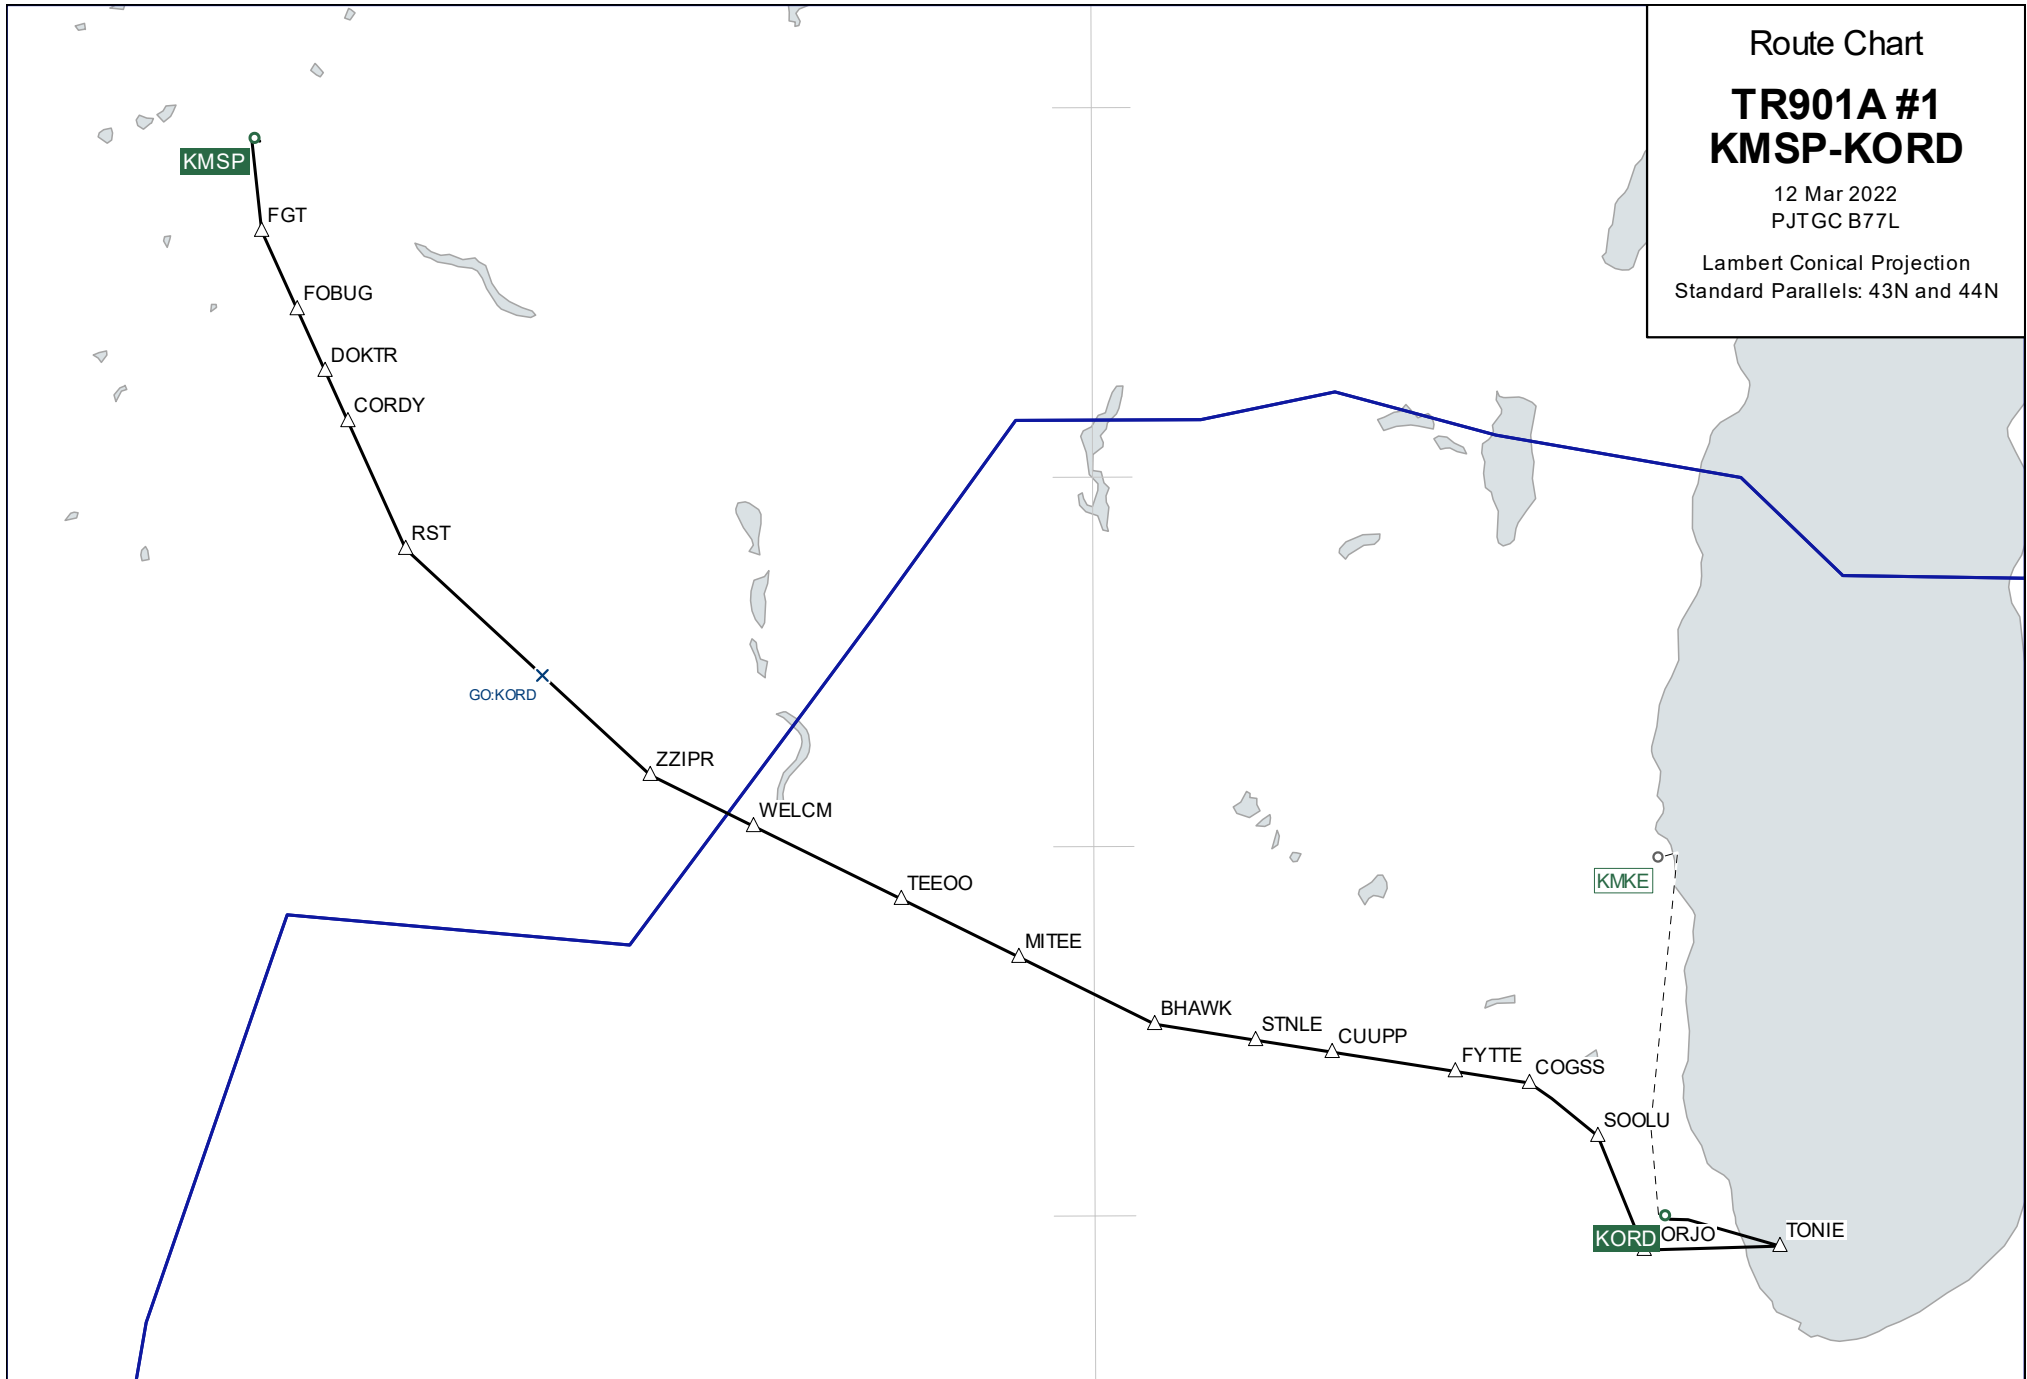 Route Chart
TR901A #1
KMSP-KORD
12 Mar 2022
PJTGC B77L
Lambert Conical Projection
Standard Parallels: 43N and 44N
KMSP
FGT
FOBUG
DOKTR
CORDY
RST
GO:KORD
ZZIPR
WELCM
TEEOO
MITEE
BHAWK
STNLE
CUUPP
FYTTE
COGSS
SOOLU
KMKE
KORD
ORJO
TONIE